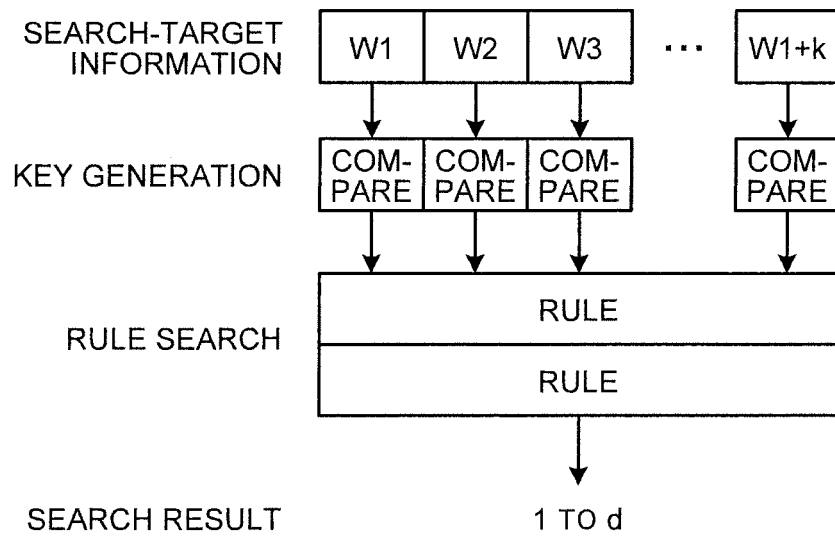 SEARCH-TARGET
INFORMATION
W1 W2 W3 ... W1+k
KEY GENERATION
COM-
PARE
COM-
PARE
COM-
PARE
COM-
PARE
RULE SEARCH
RULE
RULE
SEARCH RESULT
1 TO d